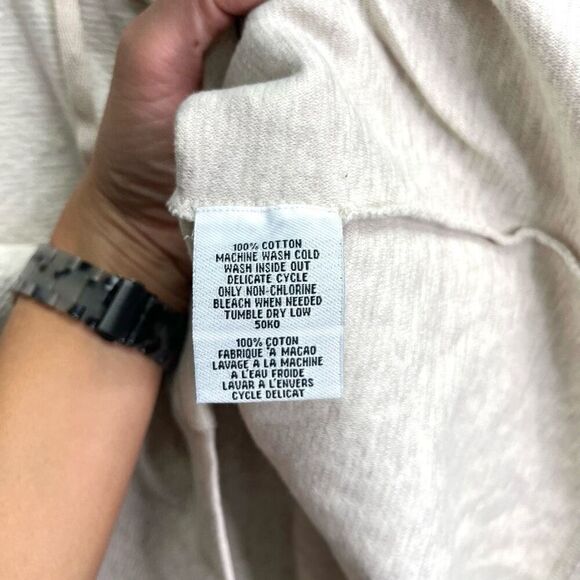 100% COTTON
MACHINE WASH COLD
WASH INSIDE OUT
DELICATE CYCLE
ONLY NON-CHLORINE
BLEACH WHEN NEEDED
TUMBLE DRY LOW
50KO
100% COTON
FABRIQUE 'A MACAO
LAVAGE A LA MACHINE
A L'EAU FROIDE
LAVAR A L'ENVERS
CYCLE DELICAT